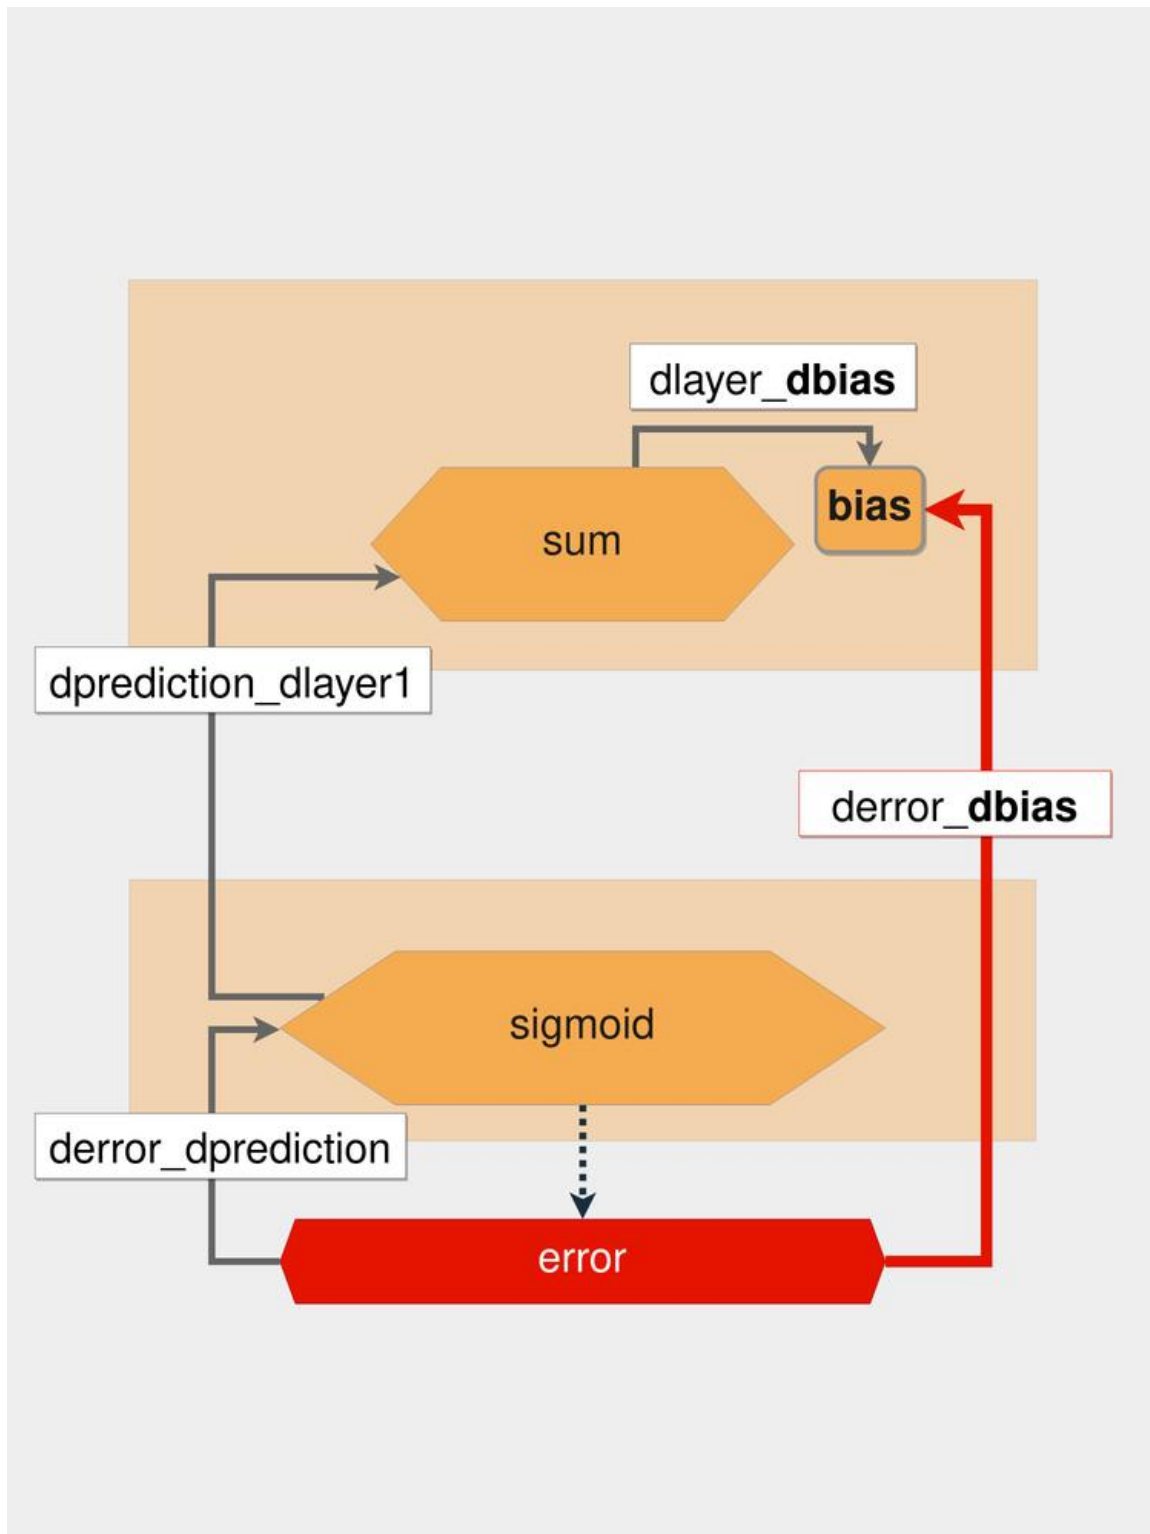 dlayer_dbias
bias
sum
dprediction_dlayer1
derror_dbias
sigmoid
derror_dprediction
error